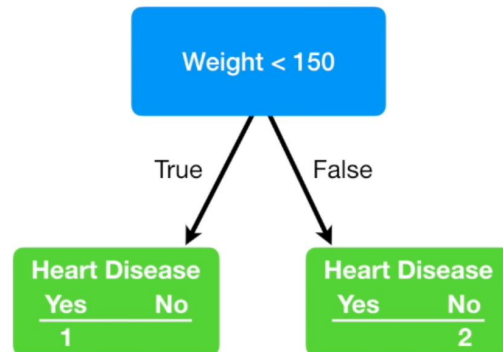 Weight < 150
True
False
Heart Disease
Yes No
1
Heart Disease
Yes No
2